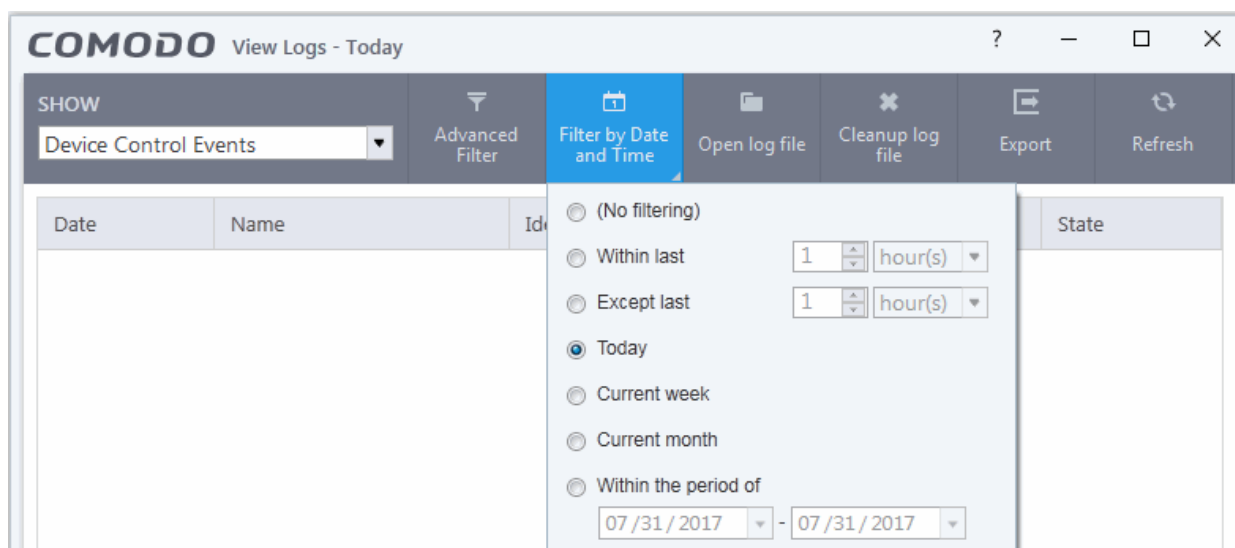 COMODO View Logs - Today
?
SHOW
Device Control Events
Advanced
Filter
1
Filter by Date
and Time
Open log file
Cleanup log
file
Export
Refresh
Date Name Ide State
(No filtering)
Within last 1 hour(s)
Except last 1 hour(s)
Today
Current week
Current month
Within the period of
07/31/2017 - 07/31/2017